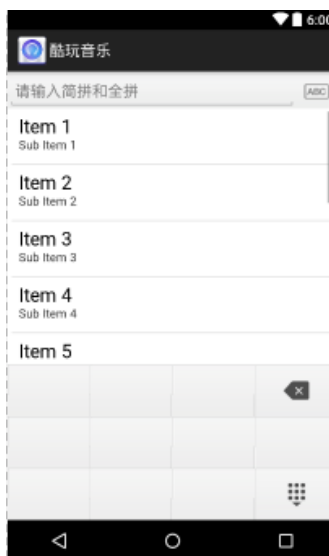 6:00
酷玩音乐
请输入简拼和全拼
ABC
Item 1
Sub Item 1
Item 2
Sub Item 2
Item 3
Sub Item 3
Item 4
Sub Item 4
Item 5